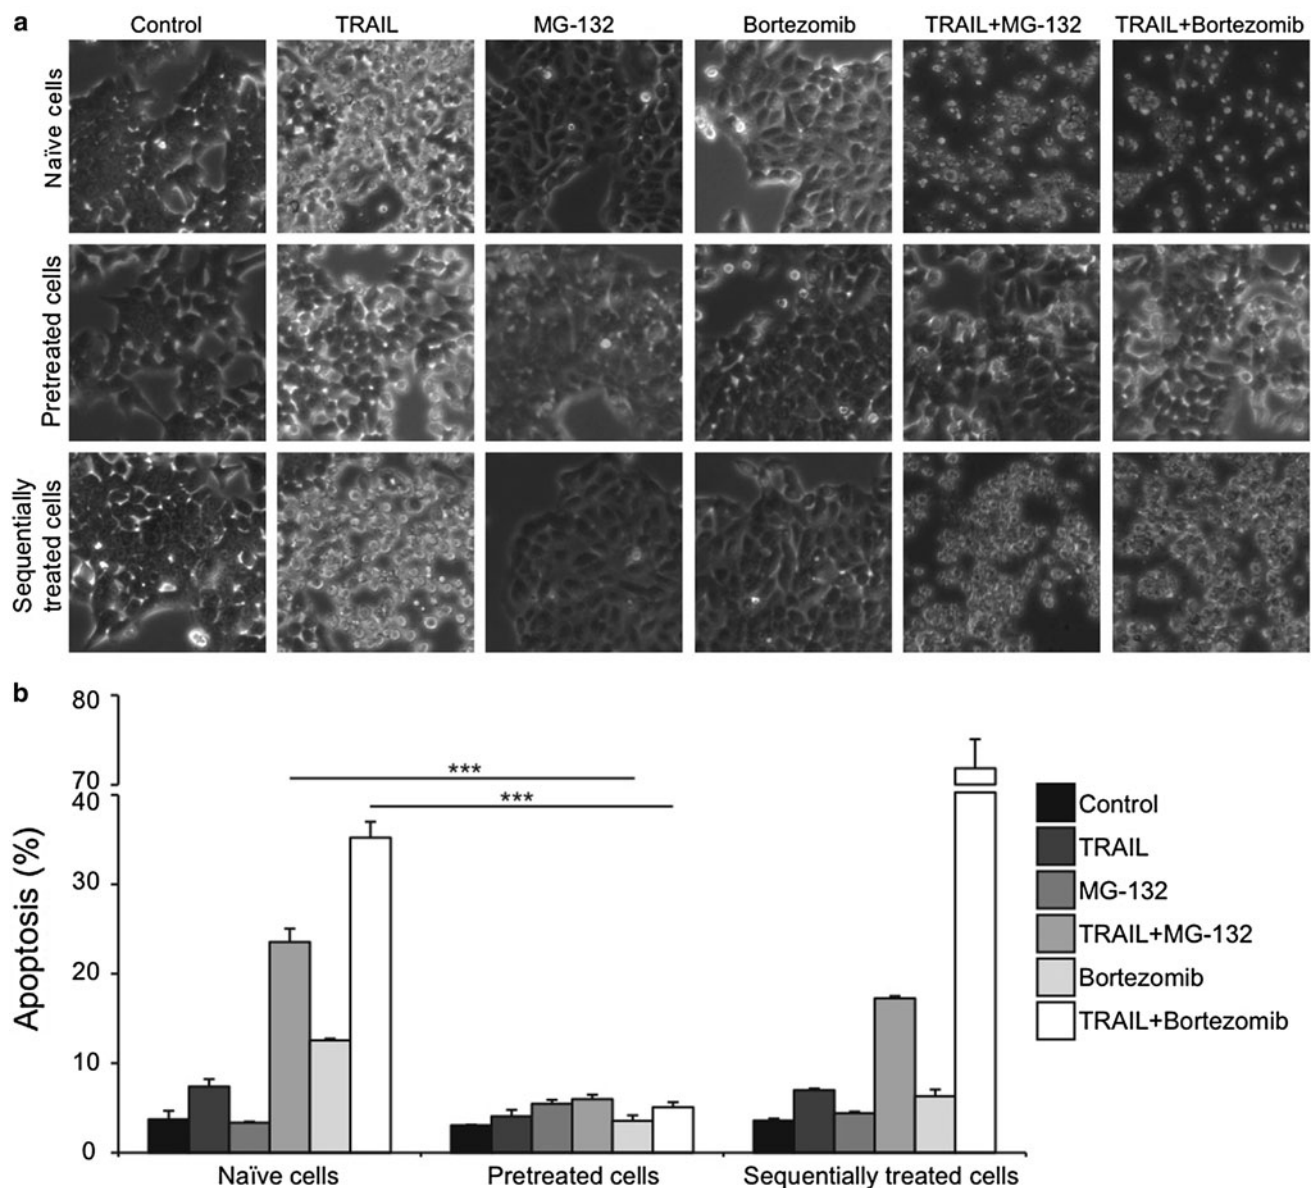 a
Control
TRAIL
MG-132
Bortezomib
TRAIL+MG-132
TRAIL+Bortezomib
Naïve cells
Pretreated cells
Sequentially
treated cells
b
Apoptosis (%)
80
70
40
30
20
10
0
***
***
Naïve cells
Pretreated cells
Sequentially treated cells
Control
TRAIL
MG-132
TRAIL+MG-132
Bortezomib
TRAIL+Bortezomib